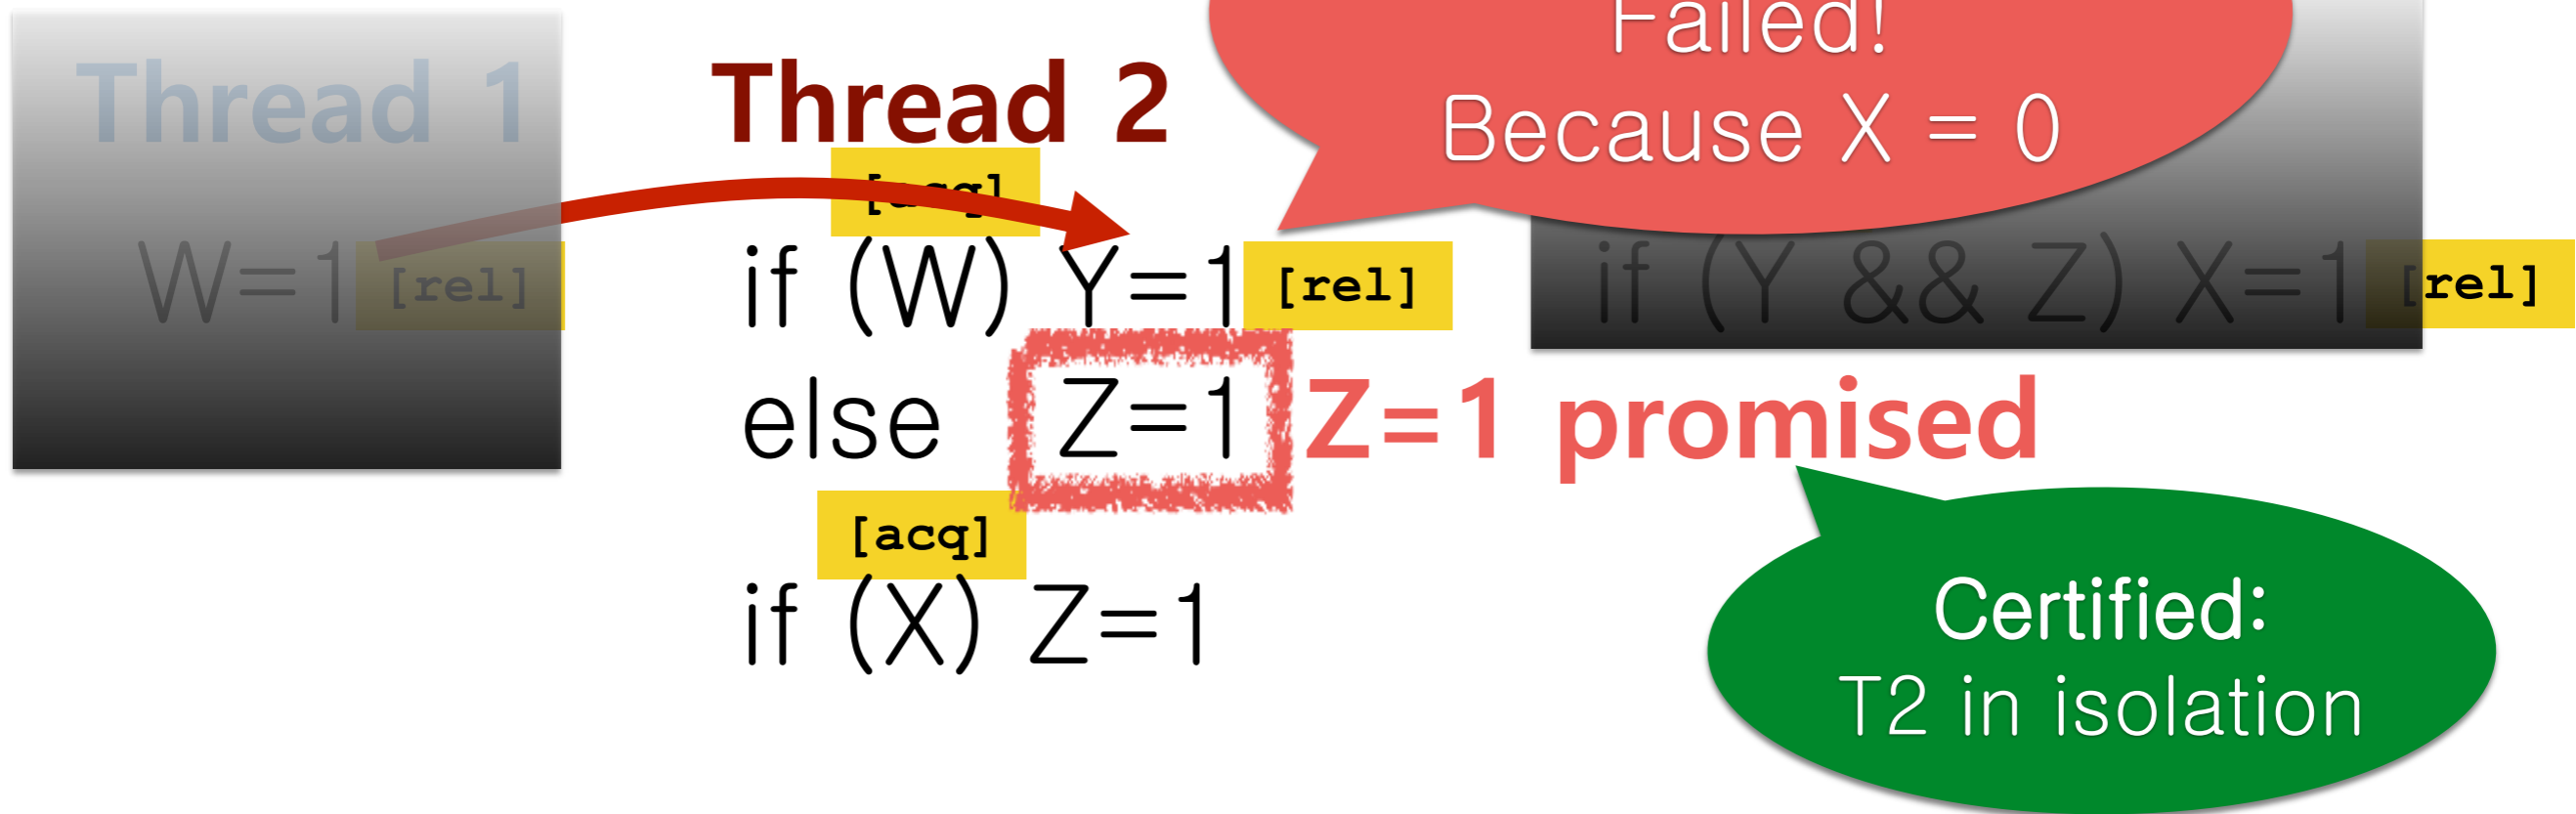 Failed!
Because X = 0
Thread 1
Thread 2
[acq]
W=1 [rel]
if (W) Y=1 [rel]
if (Y && Z) X=1 [rel]
else Z=1 Z=1 promised
[acq]
if (X) Z=1
Certified:
T2 in isolation